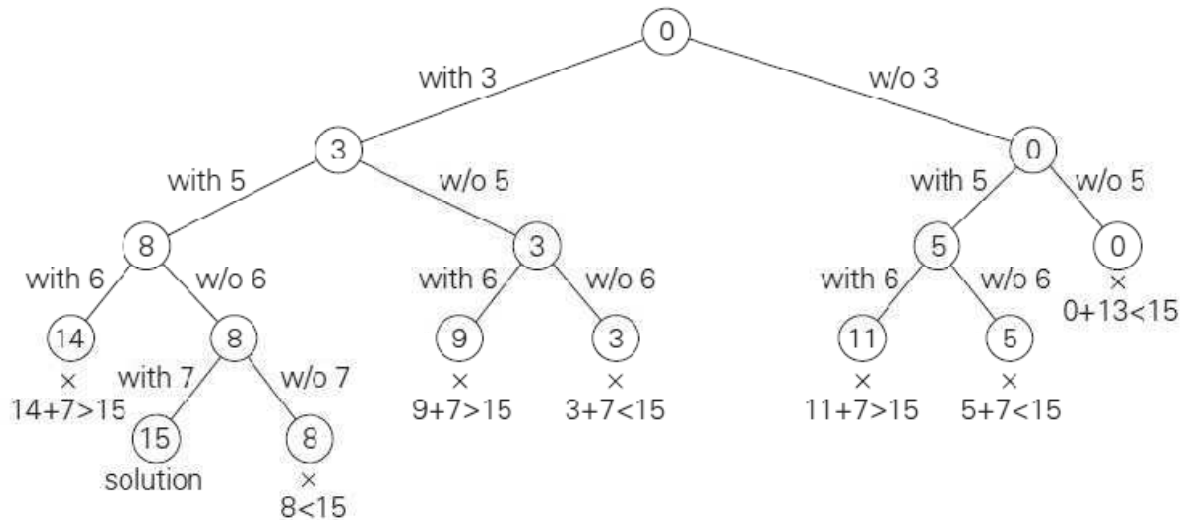 0
with 3
w/o 3
3
0
with 5
w/o 5
with 5
w/o 5
8
3
5
0
with 6
w/o 6
with 6
w/o 6
with 6
w/o 6
×
0+13<15
14
8
9
3
11
5
×
with 7
w/o 7
×
×
×
×
14+7>15
9+7>15
3+7<15
11+7>15
5+7<15
15
8
solution
×
8<15